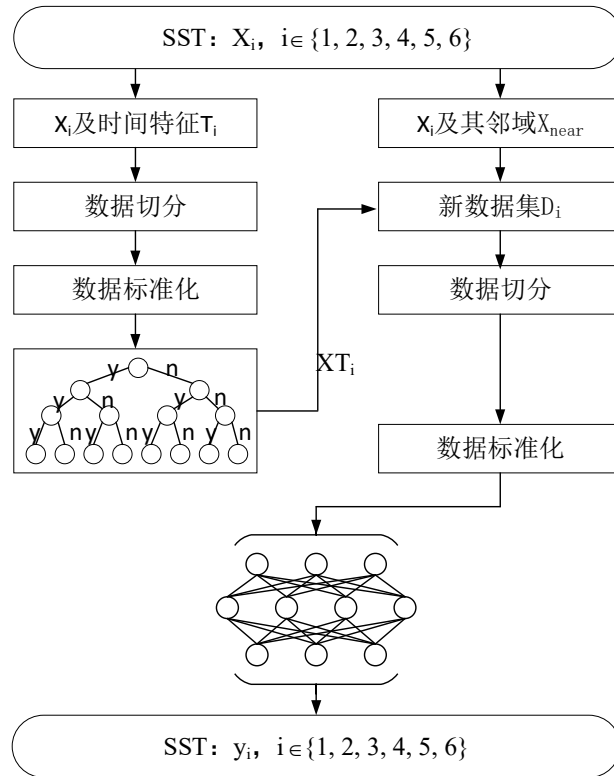 SST：Xi，i∈{1, 2, 3, 4, 5, 6}
Xi及时间特征Ti
Xi及其邻域Xnear
数据切分
新数据集Di
数据标准化
数据切分
y n
XTi
y n y n
y n y n y n y n
数据标准化
SST：yi，i∈{1, 2, 3, 4, 5, 6}